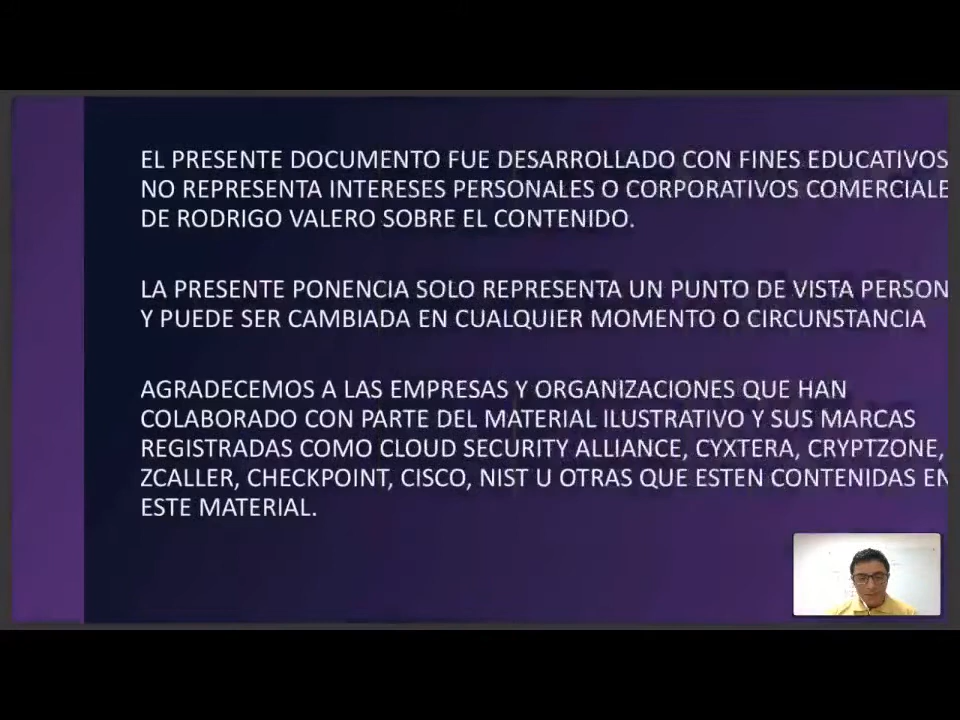 EL PRESENTE DOCUMENTO FUE DESARROLLADO CON FINES EDUCATIVOS
NO REPRESENTA INTERESES PERSONALES O CORPORATIVOS COMERCIALE
DE RODRIGO VALERO SOBRE EL CONTENIDO.
LA PRESENTE PONENCIA SOLO REPRESENTA UN PUNTO DE VISTA PERSON
Y PUEDE SER CAMBIADA EN CUALQUIER MOMENTO O CIRCUNSTANCIA
AGRADECEMOS A LAS EMPRESAS Y ORGANIZACIONES QUE HAN
COLABORADO CON PARTE DEL MATERIAL ILUSTRATIVO Y SUS MARCAS
REGISTRADAS COMO CLOUD SECURITY ALLIANCE, CYXTERA, CRYPTZONE,
ZCALLER, CHECKPOINT, CISCO, NIST U OTRAS QUE ESTEN CONTENIDAS EN
ESTE MATERIAL.